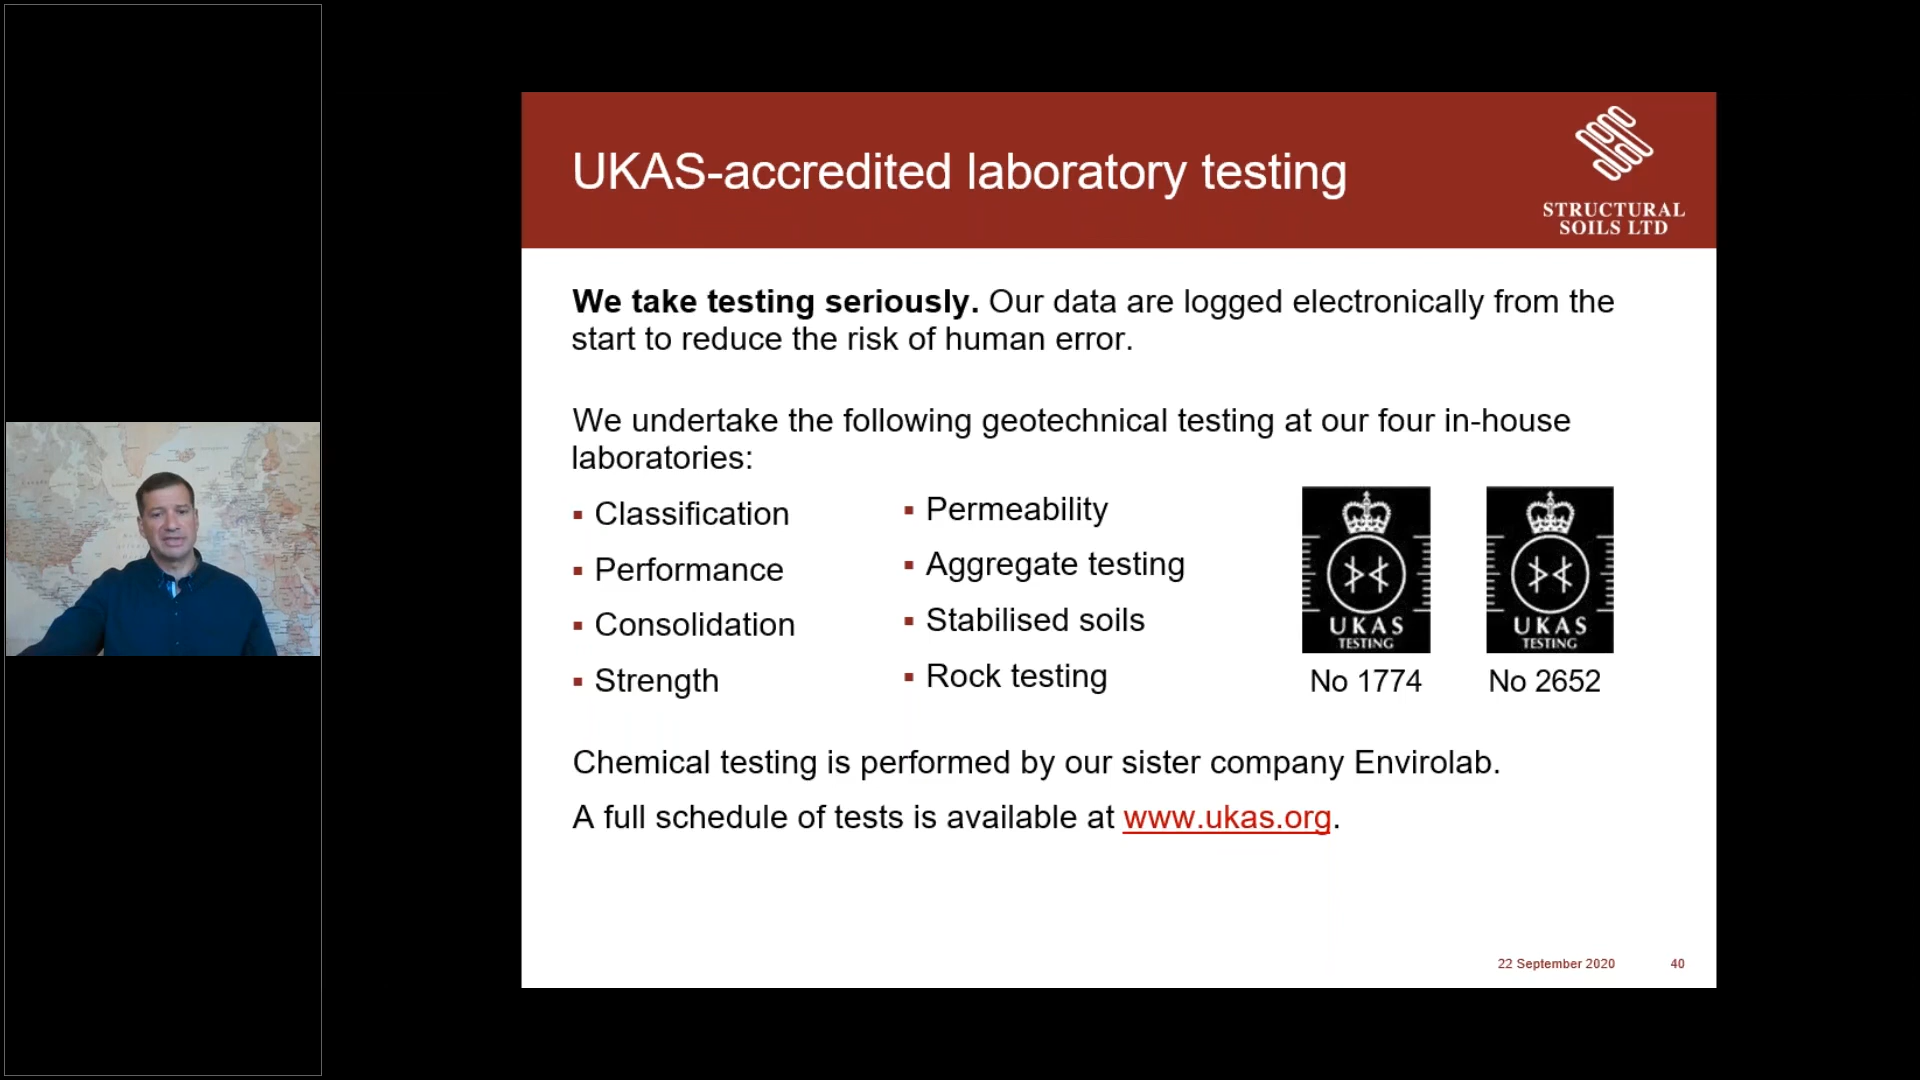 UKAS-accredited laboratory testing
STRUCTURAL
SOILS LTD
We take testing seriously. Our data are logged electronically from the
start to reduce the risk of human error.
We undertake the following geotechnical testing at our four in-house
laboratories:
▪ Classification
▪ Performance
▪ Consolidation
▪ Strength
▪ Permeability
▪ Aggregate testing
▪ Stabilised soils
▪ Rock testing
UKAS
TESTING
No 1774
UKAS
TESTING
No 2652
Chemical testing is performed by our sister company Envirolab.
A full schedule of tests is available at www.ukas.org.
22 September 2020 40